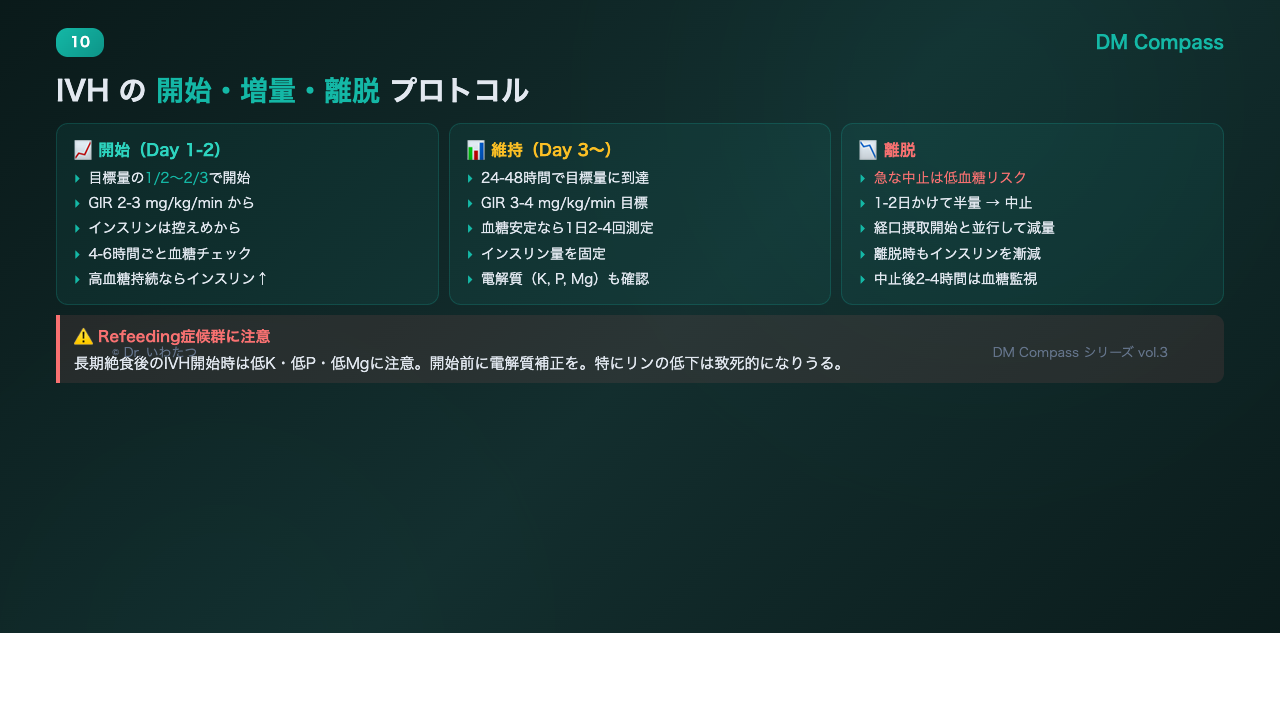 10
DM Compass
IVH の 開始・増量・離脱 プロトコル
📈 開始（Day 1-2）
目標量の1/2〜2/3で開始
GIR 2-3 mg/kg/min から
インスリンは控えめから
4-6時間ごと血糖チェック
高血糖持続ならインスリン↑
📊 維持（Day 3〜）
24-48時間で目標量に到達
GIR 3-4 mg/kg/min 目標
血糖安定なら1日2-4回測定
インスリン量を固定
電解質（K, P, Mg）も確認
📉 離脱
急な中止は低血糖リスク
1-2日かけて半量 → 中止
経口摂取開始と並行して減量
離脱時もインスリンを漸減
中止後2-4時間は血糖監視
⚠️ Refeeding症候群に注意
© Dr. いわたつ
DM Compass シリーズ vol.3
長期絶食後のIVH開始時は低K・低P・低Mgに注意。開始前に電解質補正を。特にリンの低下は致死的になりうる。